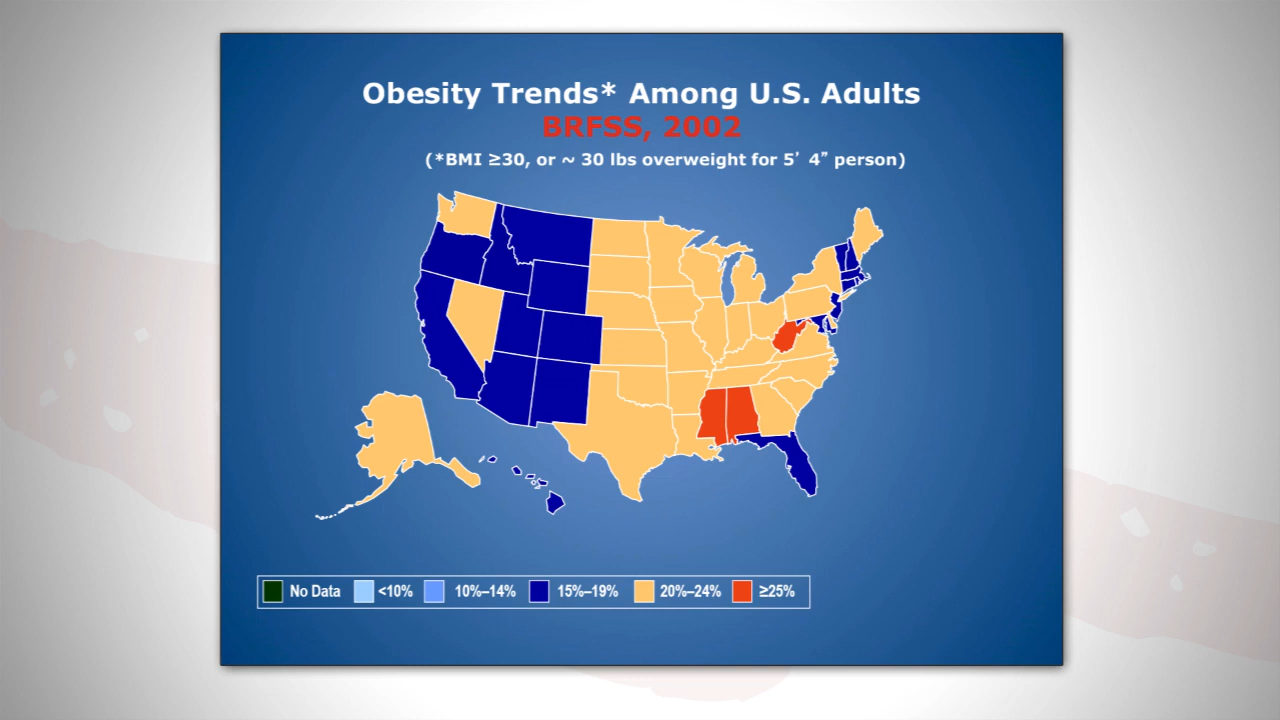 Obesity Trends* Among U.S. Adults
BRFSS, 2002
(*BMI ≥30, or ~ 30 lbs overweight for 5’ 4” person)
No Data <10% 10%–14% 15%–19% 20%–24% ≥25%